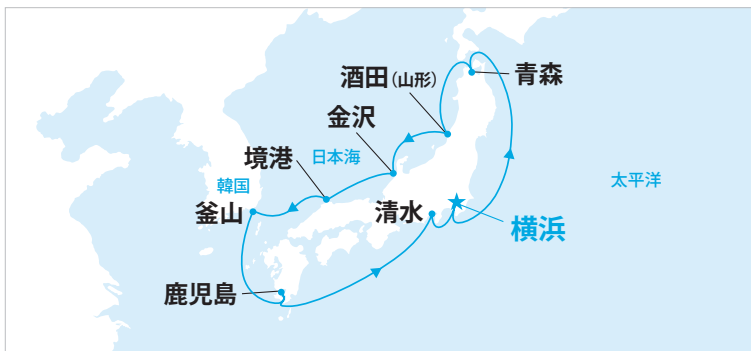 酒田(山形)
青森
金沢
境港
日本海
韓国
太平洋
釜山
清水
横浜
鹿児島